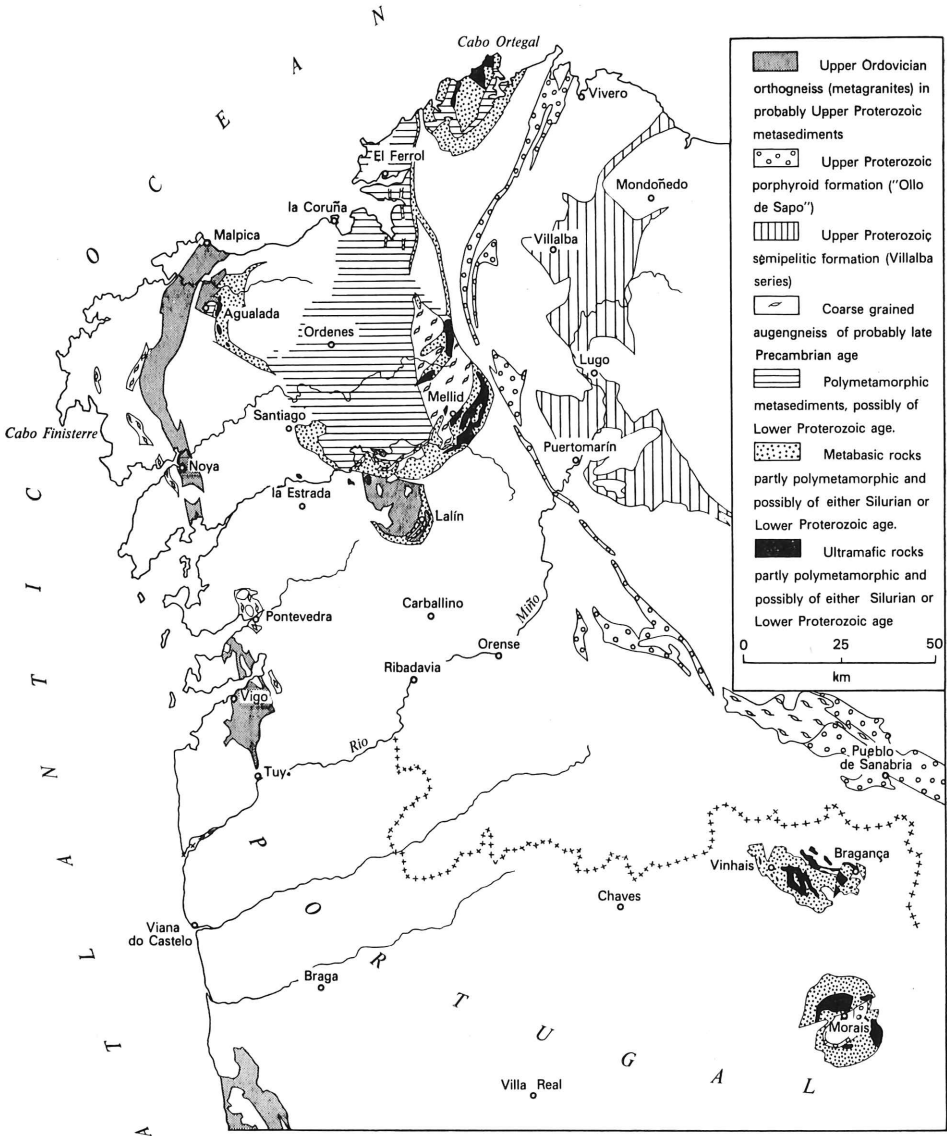 ATLANTIC OCEAN
Cabo Ortegal
Vivero
El Ferrol
Mondoñedo
la Coruña
Malpica
Villalba
Agualada
Ordenes
Lugo
Mellid
Santiago
Cabo Finisterre
Puertomarín
Noya
la Estrada
Lalín
Miño
Carballino
Pontevedra
Orense
Ribadavia
Vigo
Rio
Tuy.
Pueblo
de Sanabria
PORTUGAL
Bragança
Vinhais
Chaves
Viana
do Castelo
Braga
Morais
Villa Real
Upper Ordovician
orthogneiss (metagranites) in
probably Upper Proterozoic
metasediments
Upper Proterozoic
porphyroid formation ("Ollo
de Sapo")
Upper Proterozoic
semipelitic formation (Villalba
series)
Coarse grained
augengneiss of probably late
Precambrian age
Polymetamorphic
metasediments, possibly of
Lower Proterozoic age.
Metabasic rocks
partly polymetamorphic and
possibly of either Silurian or
Lower Proterozoic age.
Ultramafic rocks
partly polymetamorphic and
possibly of either Silurian or
Lower Proterozoic age
0 25 50
km